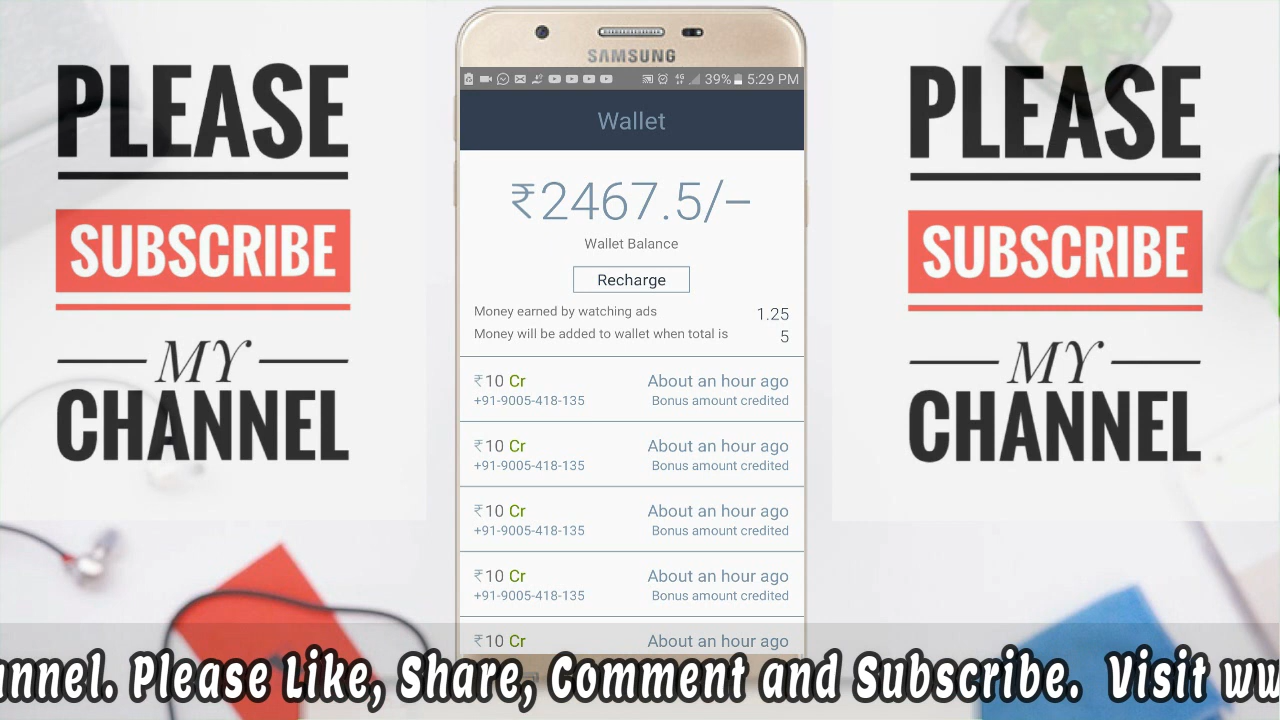 PLEASE
SUBSCRIBE
MY
CHANNEL
SAMSUNG
4G 39% 5:29 PM
Wallet
₹2467.5/–
Wallet Balance
Recharge
Money earned by watching ads 1.25
Money will be added to wallet when total is 5
₹10 Cr About an hour ago
+91-9005-418-135 Bonus amount credited
₹10 Cr About an hour ago
+91-9005-418-135 Bonus amount credited
₹10 Cr About an hour ago
+91-9005-418-135 Bonus amount credited
₹10 Cr About an hour ago
+91-9005-418-135 Bonus amount credited
₹10 Cr About an hour ago
PLEASE
SUBSCRIBE
MY
CHANNEL
annel. Please Like, Share, Comment and Subscribe. Visit ww